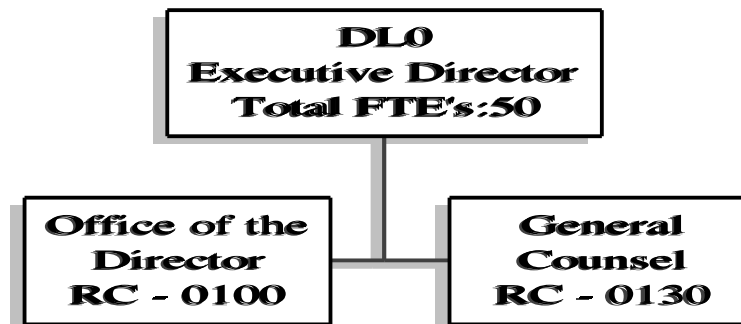 DL0
Executive Director
Total FTE's:50
Office of the
Director
RC - 0100
General
Counsel
RC - 0130